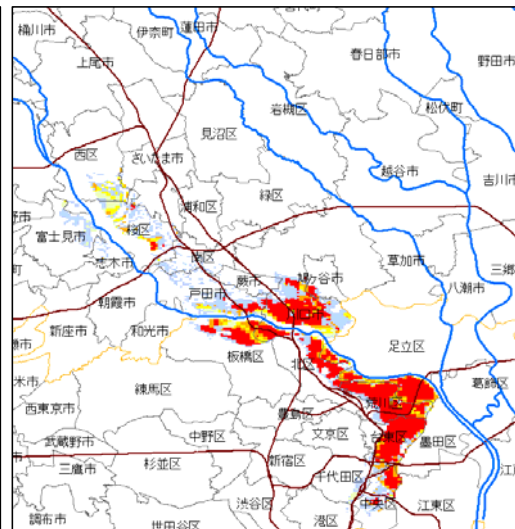 桶川市
伊奈町
蓮田市
春日部市
野田市
上尾市
岩槻区
松伏町
見沼区
西区
さいたま市
越谷市
吉川市
緑区
浦和区
富士見市
桜区
志木市
南区
草加市
三郷
鳩ヶ谷市
蕨市
戸田市
八潮市
朝霞市
川口市
新座市
和光市
足立区
板橋区
北区
葛飾区
練馬区
荒川区
西東京市
豊島区
文京区
台東区
墨田区
武蔵野市
中野区
三鷹市
杉並区
新宿区
千代田区
中央区
江東区
渋谷区
港区
調布市
世田谷区